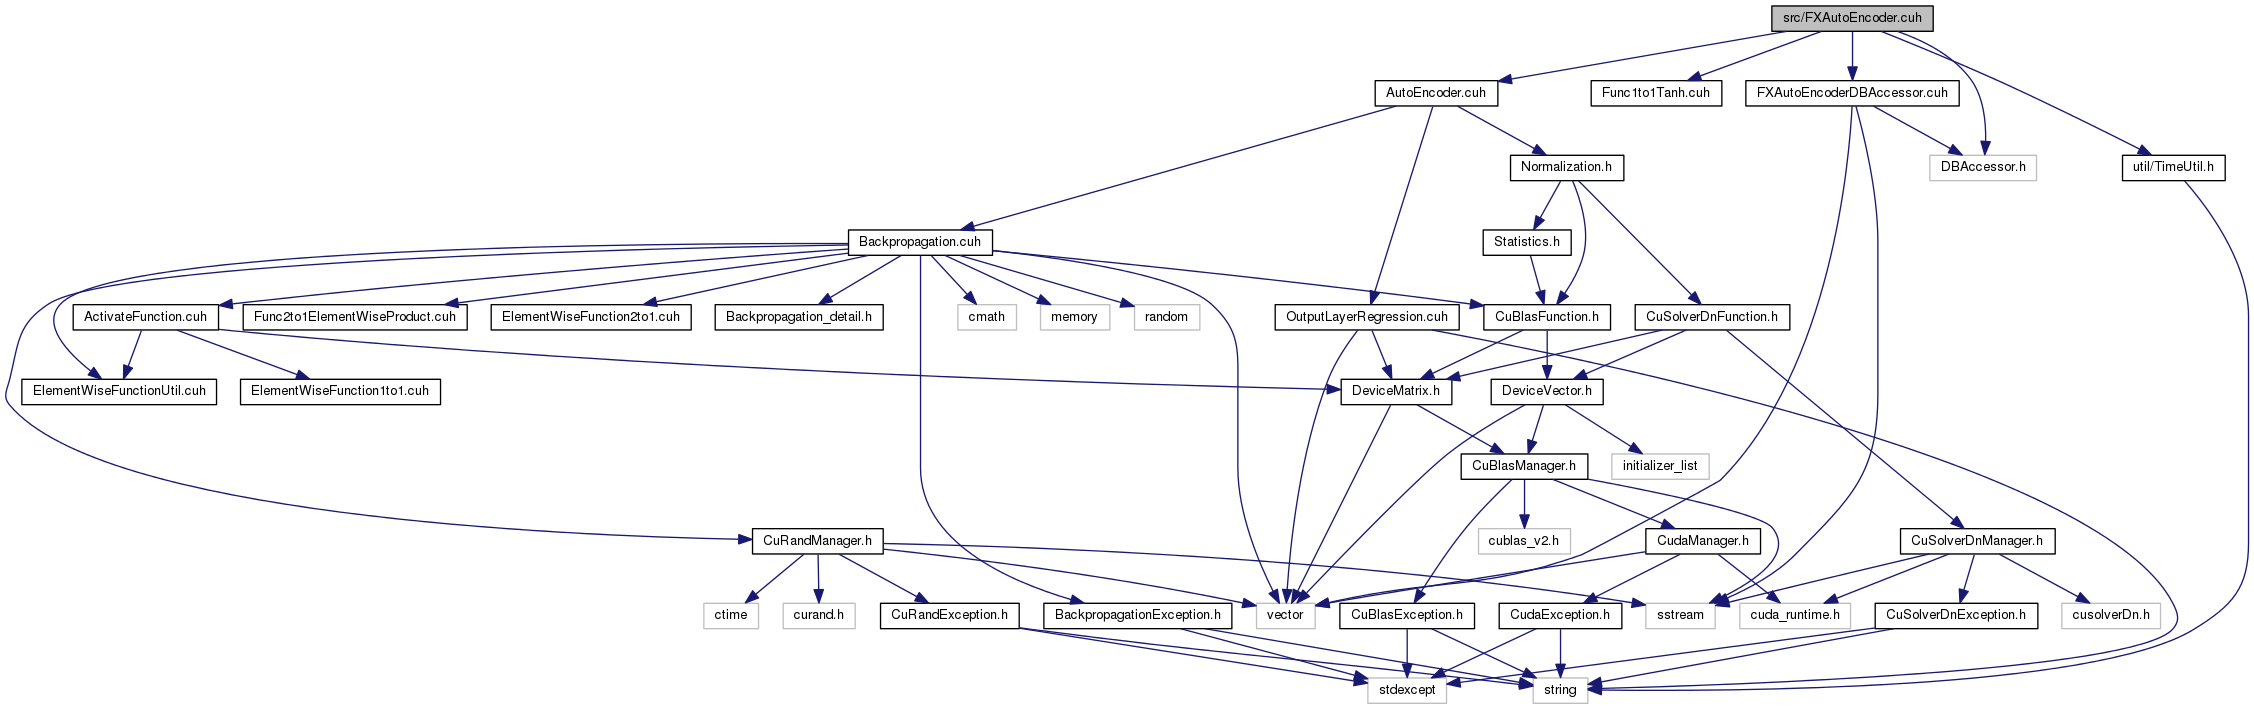 src/FXAutoEncoder.cuh
AutoEncoder.cuh
Func1to1Tanh.cuh
FXAutoEncoderDBAccessor.cuh
Normalization.h
DBAccessor.h
util/TimeUtil.h
Backpropagation.cuh
Statistics.h
ActivateFunction.cuh
Func2to1ElementWiseProduct.cuh
ElementWiseFunction2to1.cuh
Backpropagation_detail.h
cmath
memory
random
OutputLayerRegression.cuh
CuBlasFunction.h
CuSolverDnFunction.h
ElementWiseFunctionUtil.cuh
ElementWiseFunction1to1.cuh
DeviceMatrix.h
DeviceVector.h
CuBlasManager.h
initializer_list
CuRandManager.h
cublas_v2.h
CudaManager.h
CuSolverDnManager.h
ctime
curand.h
CuRandException.h
BackpropagationException.h
vector
CuBlasException.h
CudaException.h
sstream
cuda_runtime.h
CuSolverDnException.h
cusolverDn.h
stdexcept
string